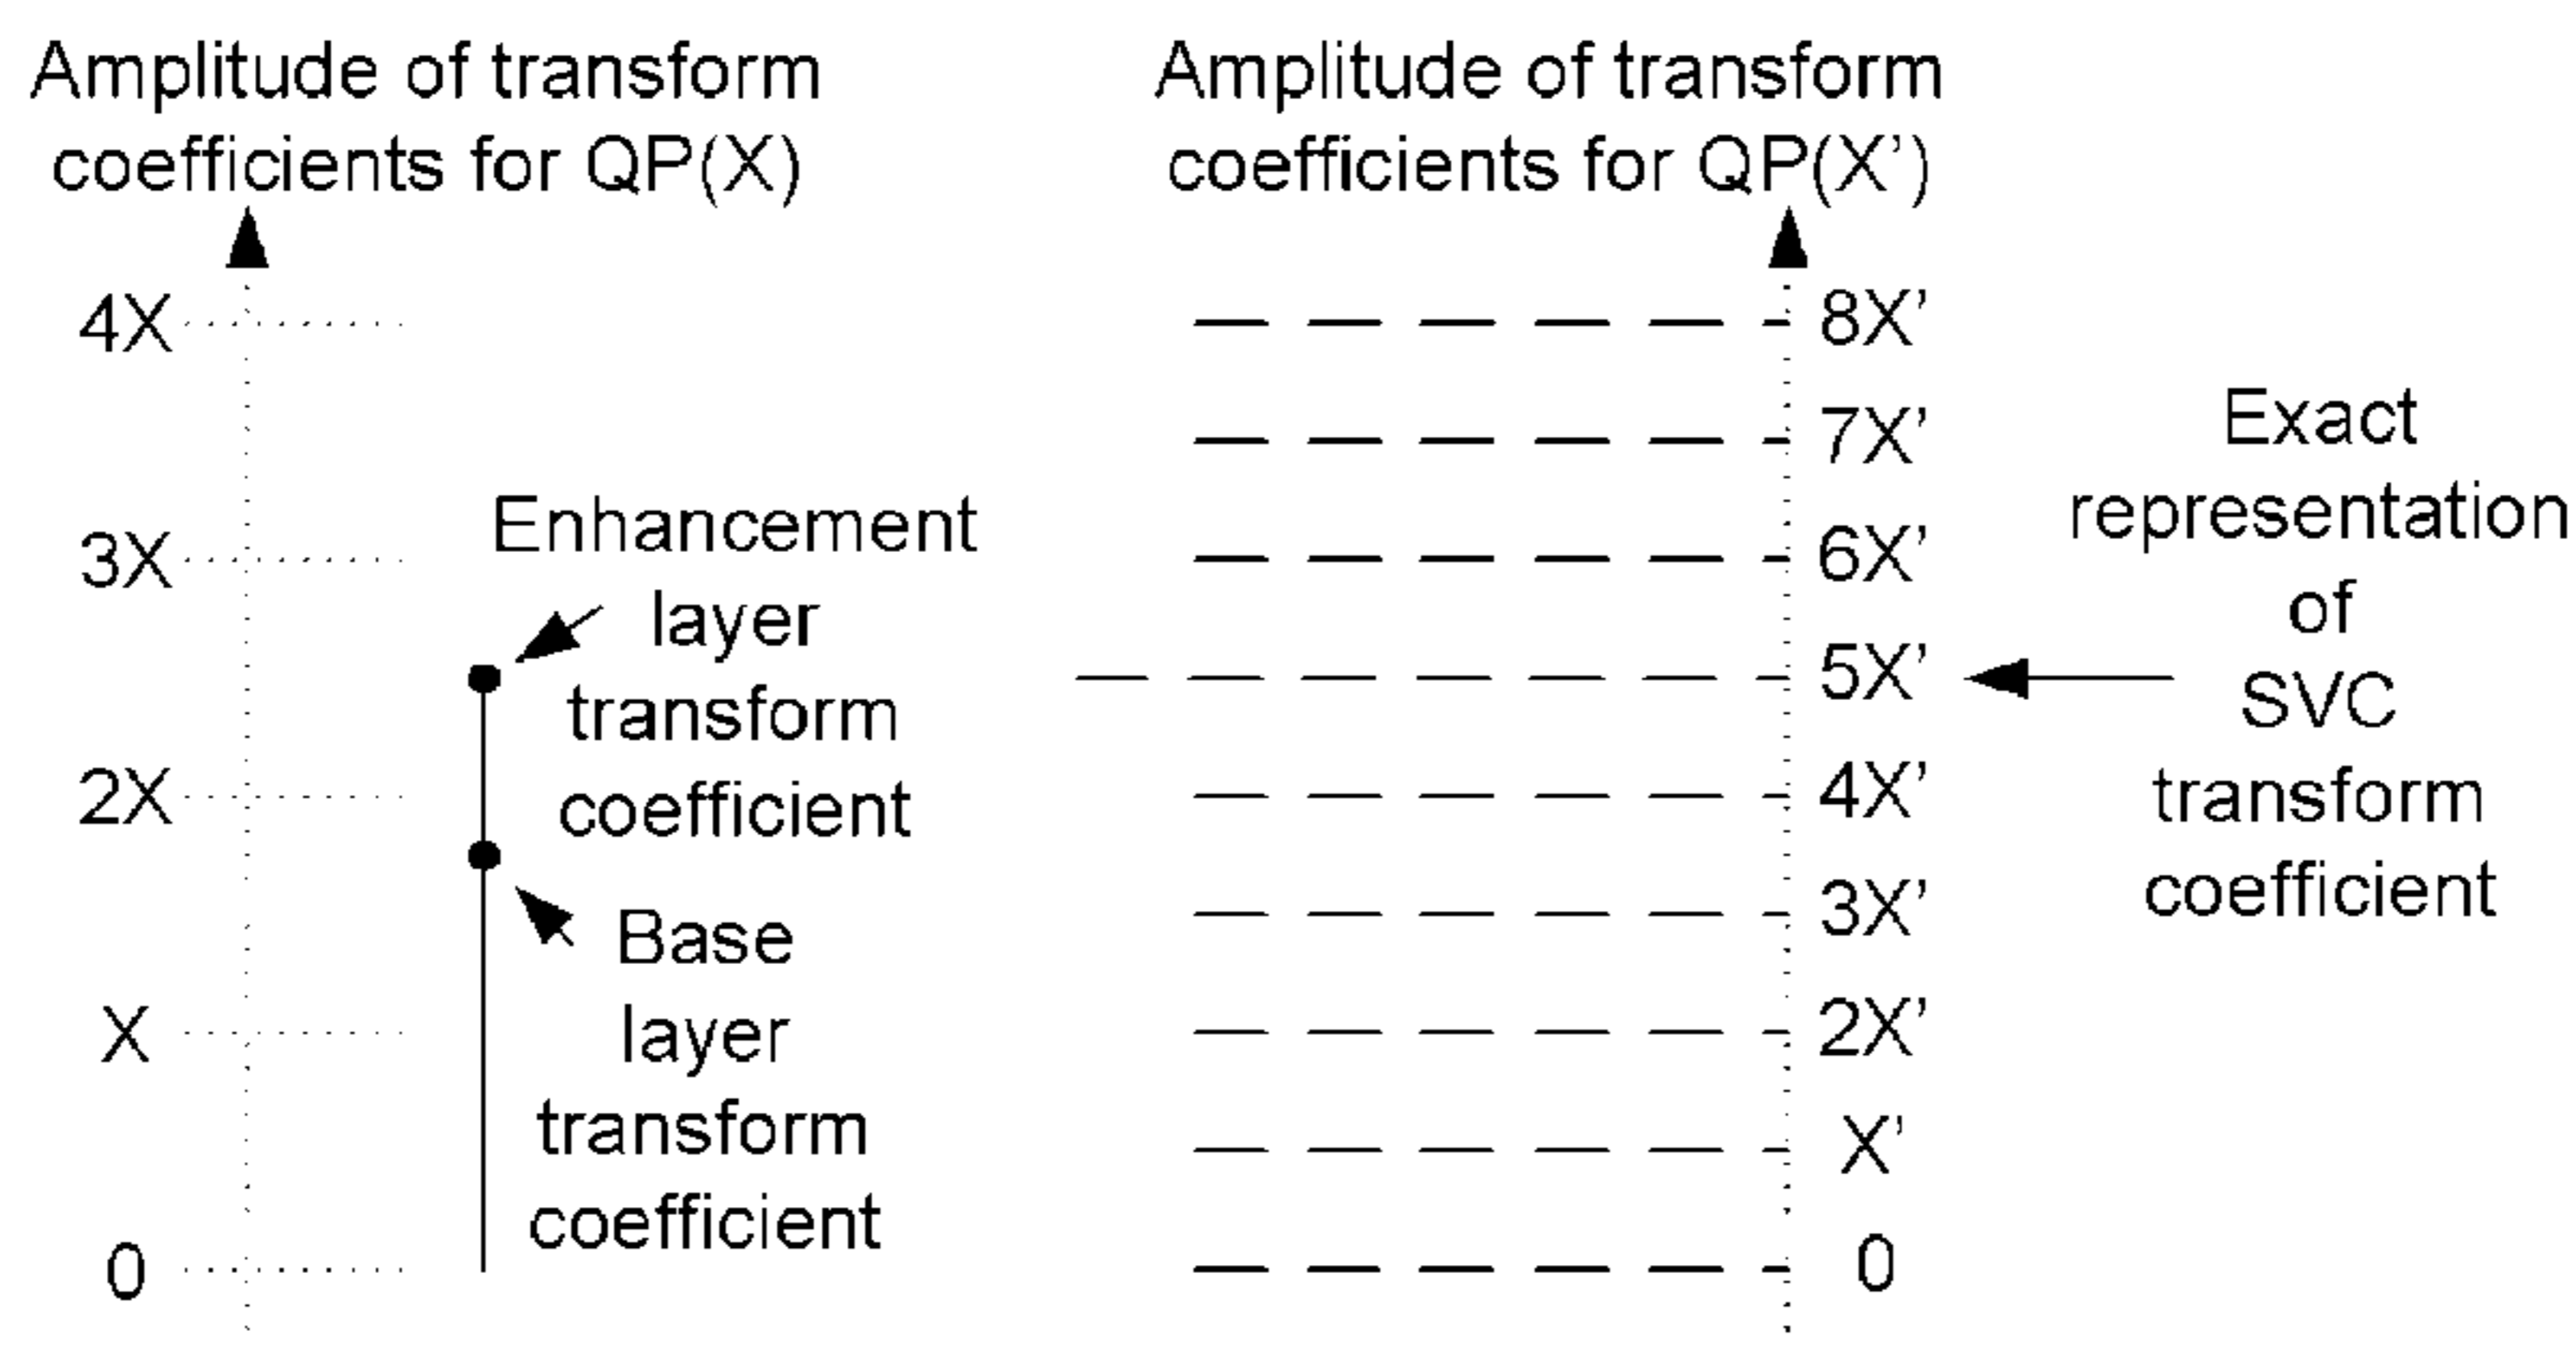 Amplitude of transform
coefficients for QP(X)
4X
3X
2X
X
0
Enhancement
layer
transform
coefficient
Base
layer
transform
coefficient
Amplitude of transform
coefficients for QP(X’)
8X’
7X’
6X’
5X’
4X’
3X’
2X’
X’
0
Exact
representation
of
SVC
transform
coefficient